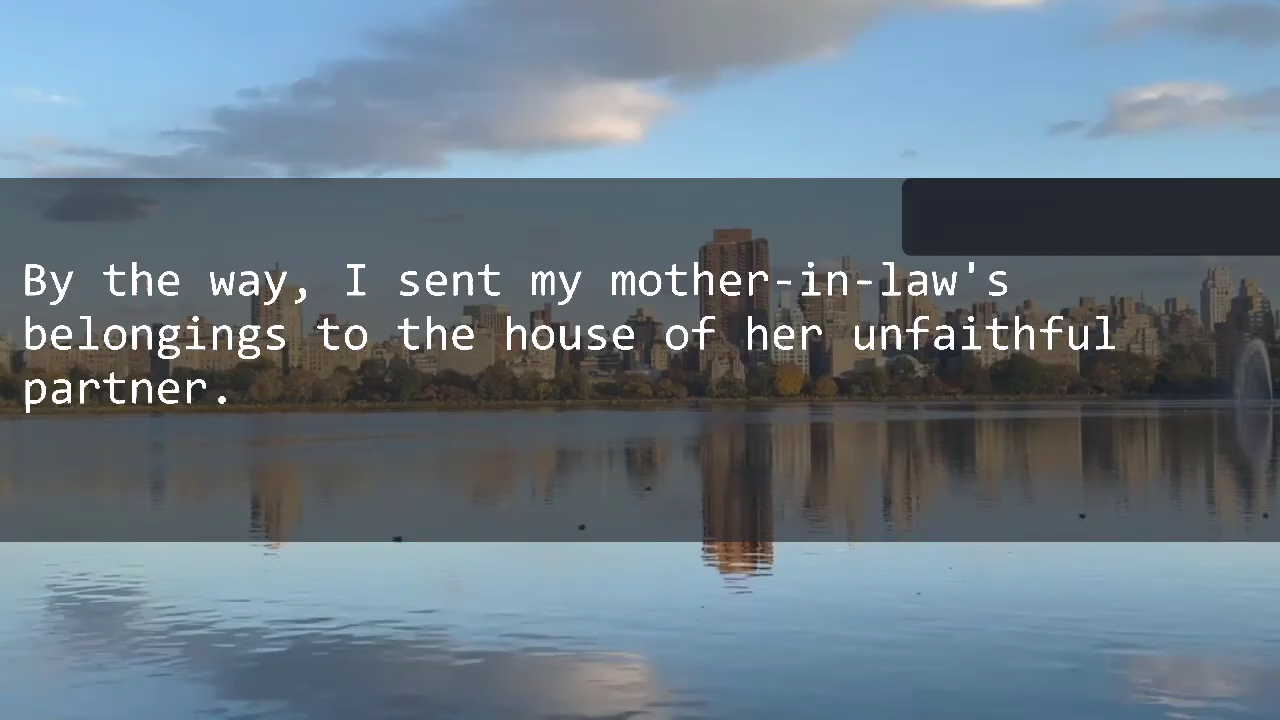 By the way, I sent my mother-in-law's
belongings to the house of her unfaithful
partner.